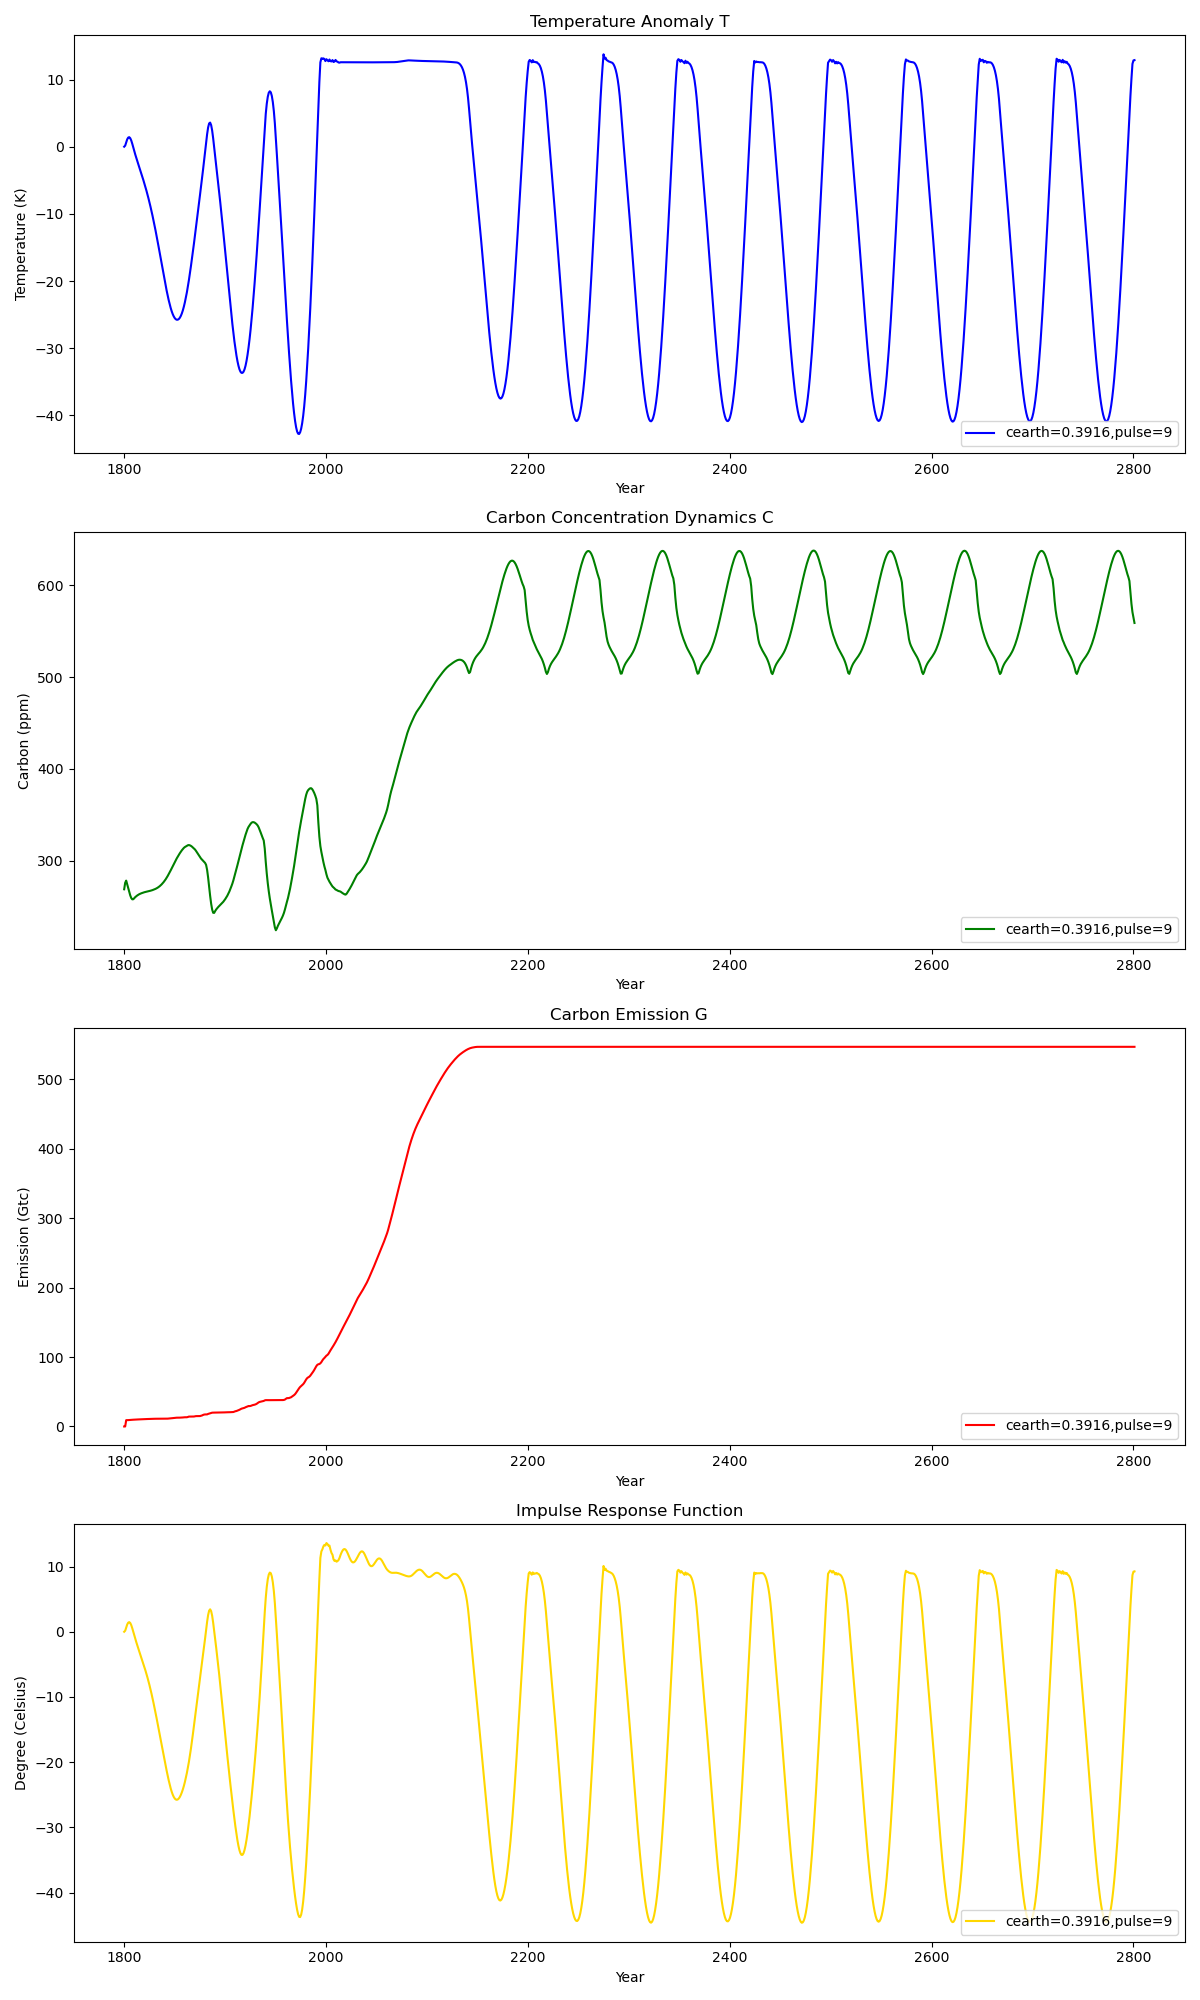 Temperature Anomaly T
10
0
−10
−20
−30
−40
Temperature (K)
cearth=0.3916,pulse=9
1800 2000 2200 2400 2600 2800
Year
Carbon Concentration Dynamics C
600
500
400
300
Carbon (ppm)
cearth=0.3916,pulse=9
1800 2000 2200 2400 2600 2800
Year
Carbon Emission G
500
400
300
200
100
0
Emission (Gtc)
cearth=0.3916,pulse=9
1800 2000 2200 2400 2600 2800
Year
Impulse Response Function
10
0
−10
−20
−30
−40
Degree (Celsius)
cearth=0.3916,pulse=9
1800 2000 2200 2400 2600 2800
Year